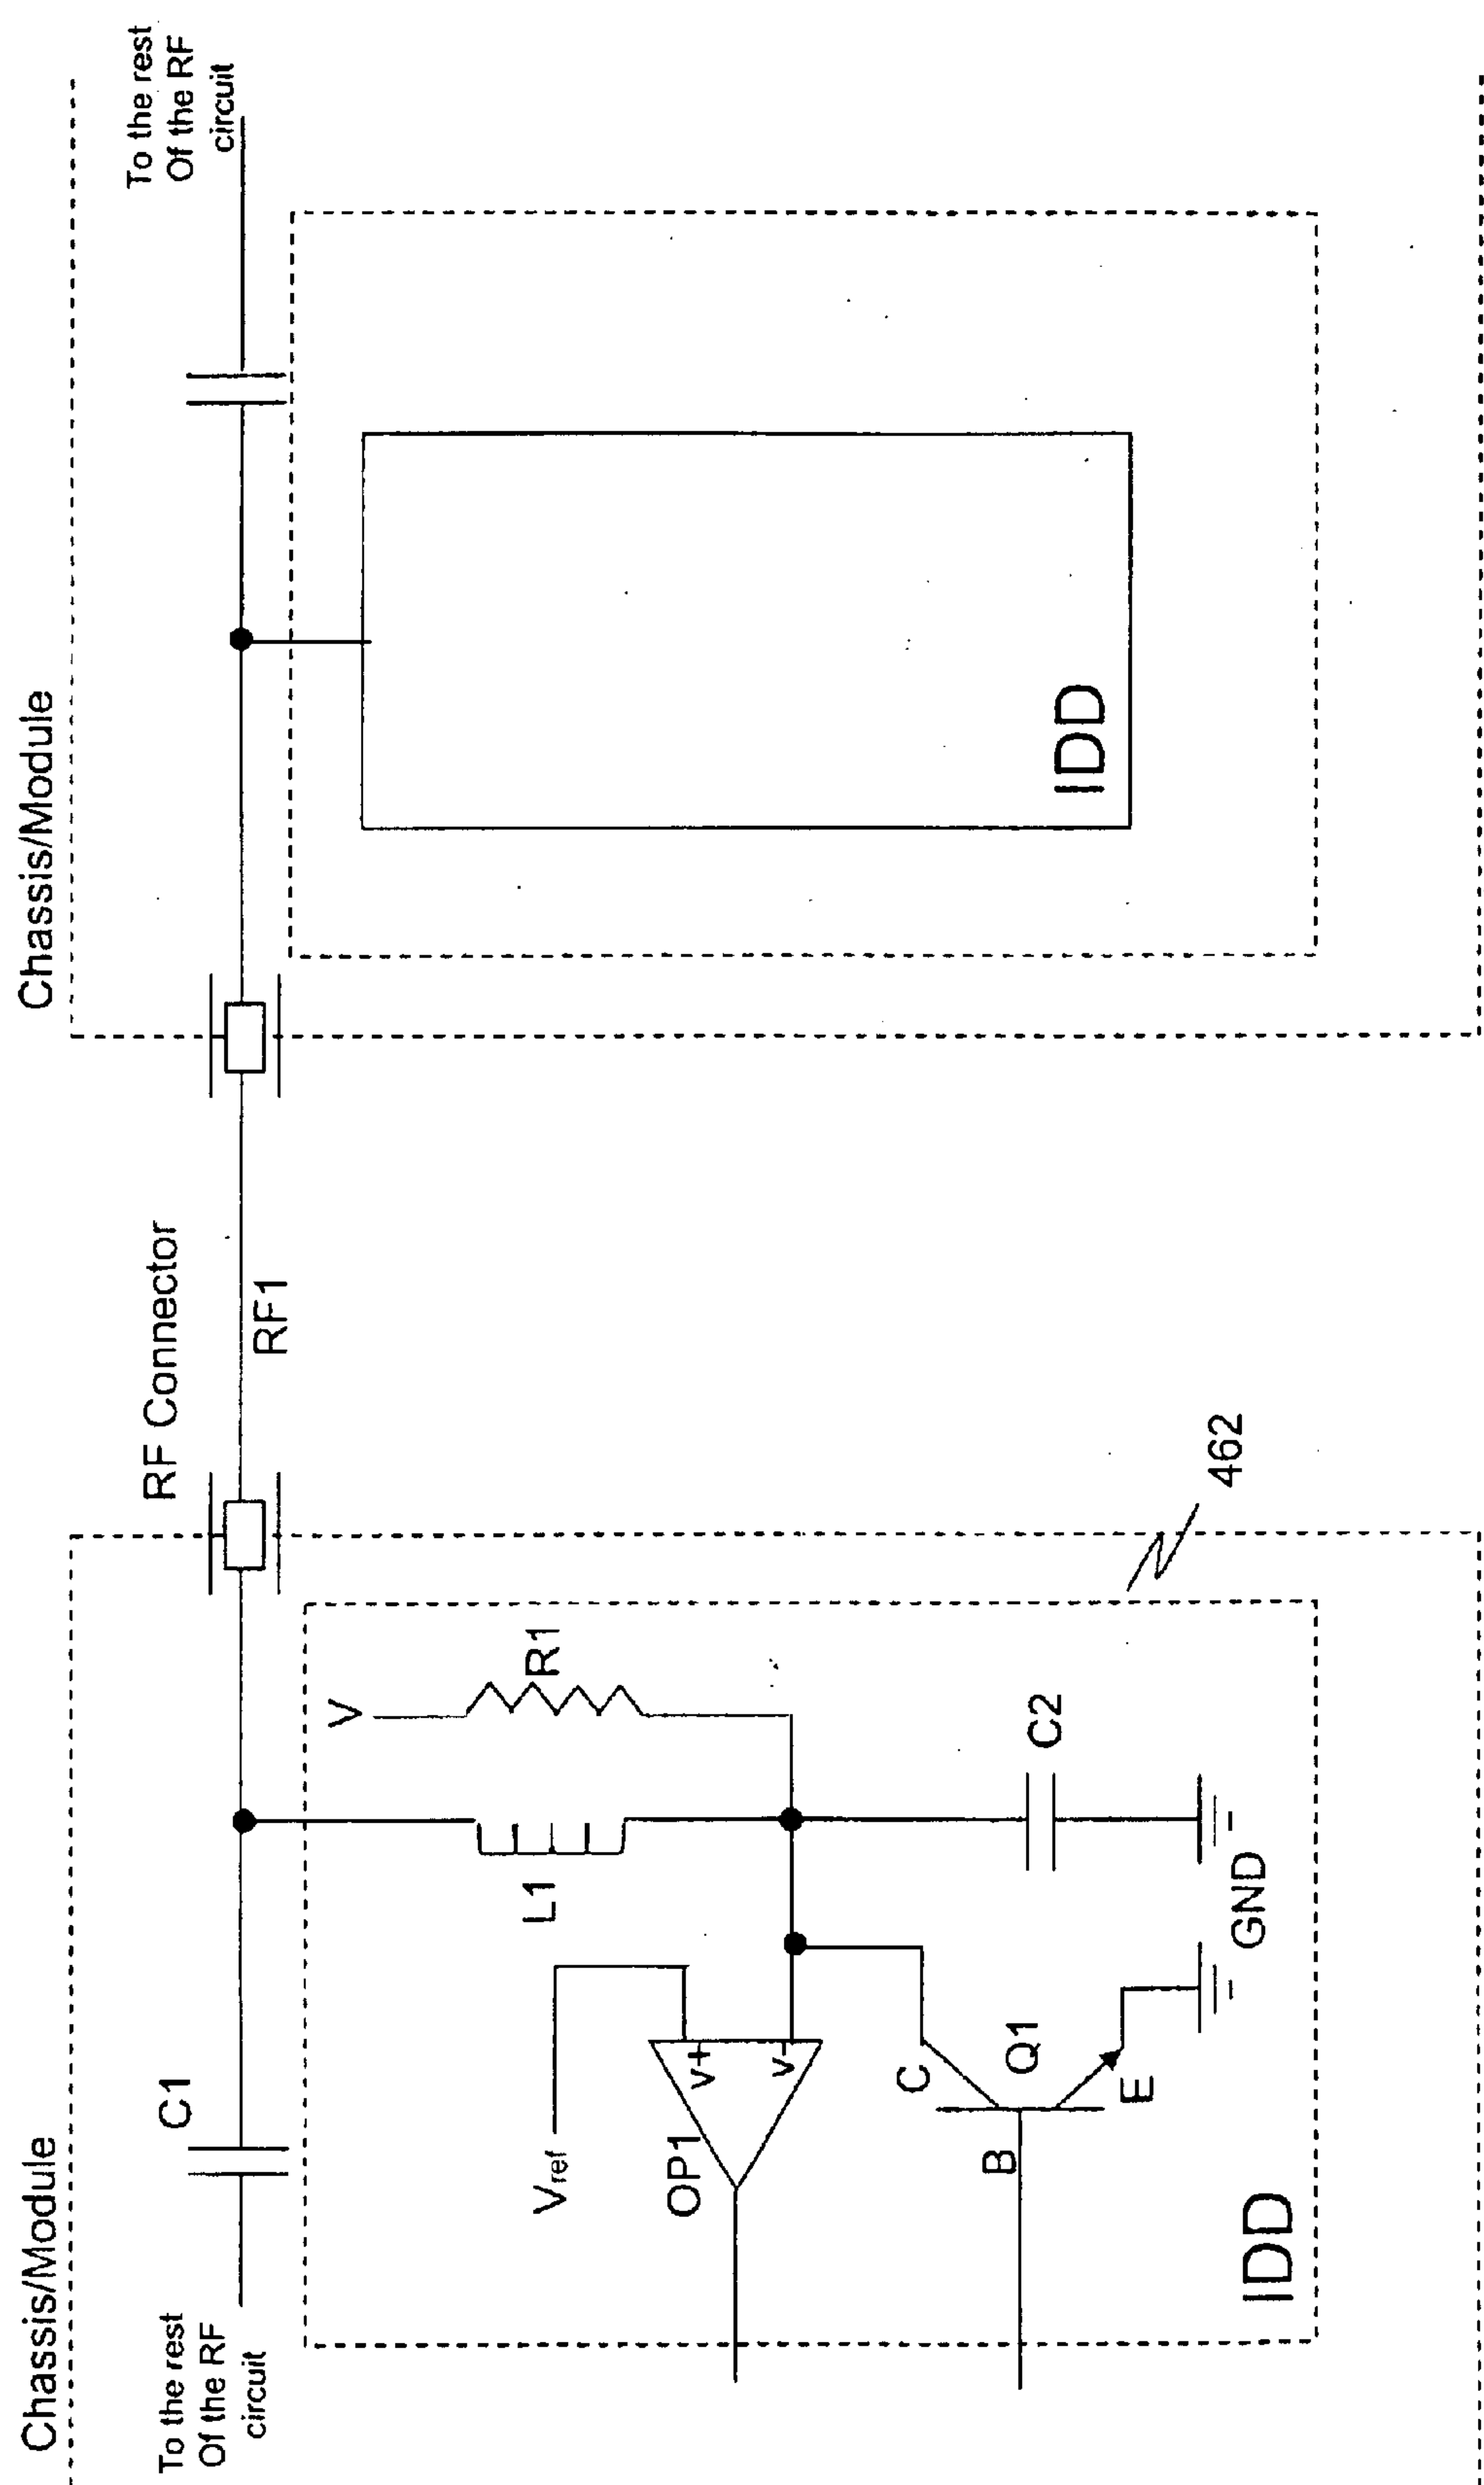 Chassis/Module
Chassis/Module
To the rest
Of the RF
circuit
C1
RF Connector
RF1
To the rest
Of the RF
circuit
V
R1
L1
Vref
OP1
V+
V-
C
B
Q1
E
C2
GND
IDD
462
IDD